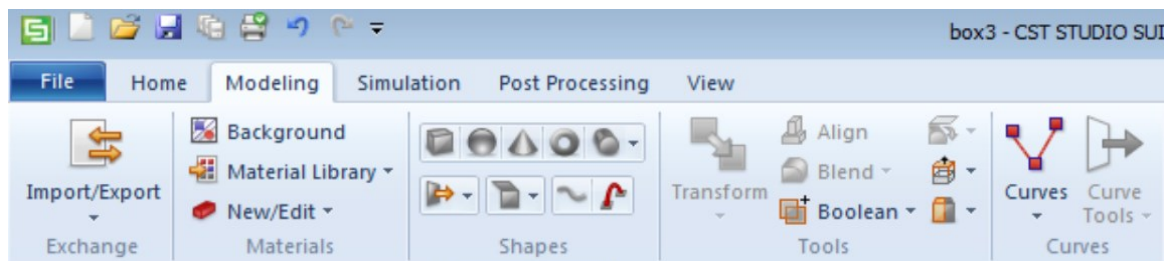 box3 - CST STUDIO SUI
File Home Modeling Simulation Post Processing View
Import/Export
Exchange
Background
Material Library
New/Edit
Materials
Shapes
Transform
Align
Blend
Boolean
Tools
Curves
Curve Tools
Curves